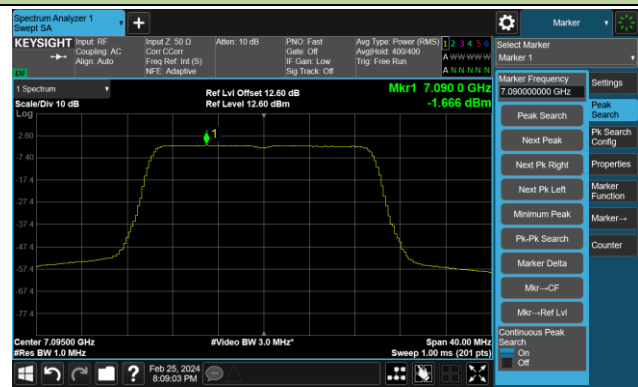 Spectrum Analyzer 1
Swept SA
+
Marker
KEYSIGHT
Input: RF
Coupling: AC
Align: Auto
Input Z: 50 Ω
Corr CCorr
Freq Ref: Int (S)
NFE: Adaptive
Atten: 10 dB
PNO: Fast
Gate: Off
IF Gain: Low
Sig Track: Off
Avg Type: Power (RMS)
Avg|Hold: 400/400
Trig: Free Run
1 2 3 4 5 6
A W W W W W
A N N N N N
Select Marker
Marker 1
LW
1 Spectrum
Scale/Div 10 dB
Log
Ref Lvl Offset 12.60 dB
Ref Level 12.60 dBm
Mkr1 7.090 0 GHz
-1.666 dBm
1
2.60
-7.40
-17.4
-27.4
-37.4
-47.4
-57.4
-67.4
-77.4
Center 7.09500 GHz
#Res BW 1.0 MHz
#Video BW 3.0 MHz*
Span 40.00 MHz
Sweep 1.00 ms (201 pts)
Marker Frequency
7.090000000 GHz
Peak Search
Next Peak
Next Pk Right
Next Pk Left
Minimum Peak
Pk-Pk Search
Marker Delta
Mkr→CF
Mkr→Ref Lvl
Continuous Peak
Search
On
Off
Settings
Peak
Search
Pk Search
Config
Properties
Marker
Function
Marker→
Counter
?
Feb 25, 2024
8:09:03 PM